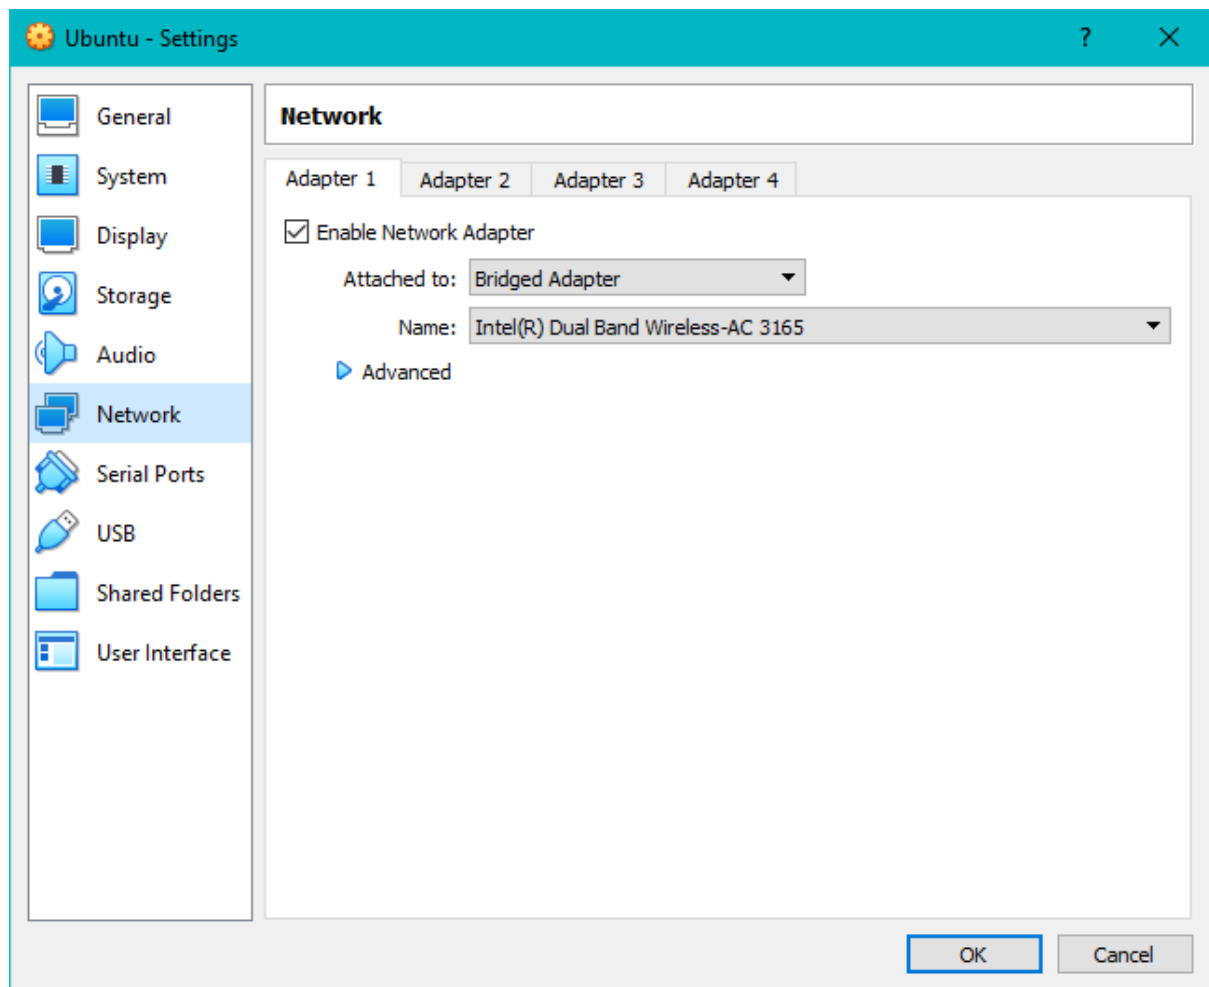 Ubuntu - Settings
?
General
System
Display
Storage
Audio
Network
Serial Ports
USB
Shared Folders
User Interface
Network
Adapter 1 Adapter 2 Adapter 3 Adapter 4
Enable Network Adapter
Attached to: Bridged Adapter
Name: Intel(R) Dual Band Wireless-AC 3165
Advanced
OK Cancel